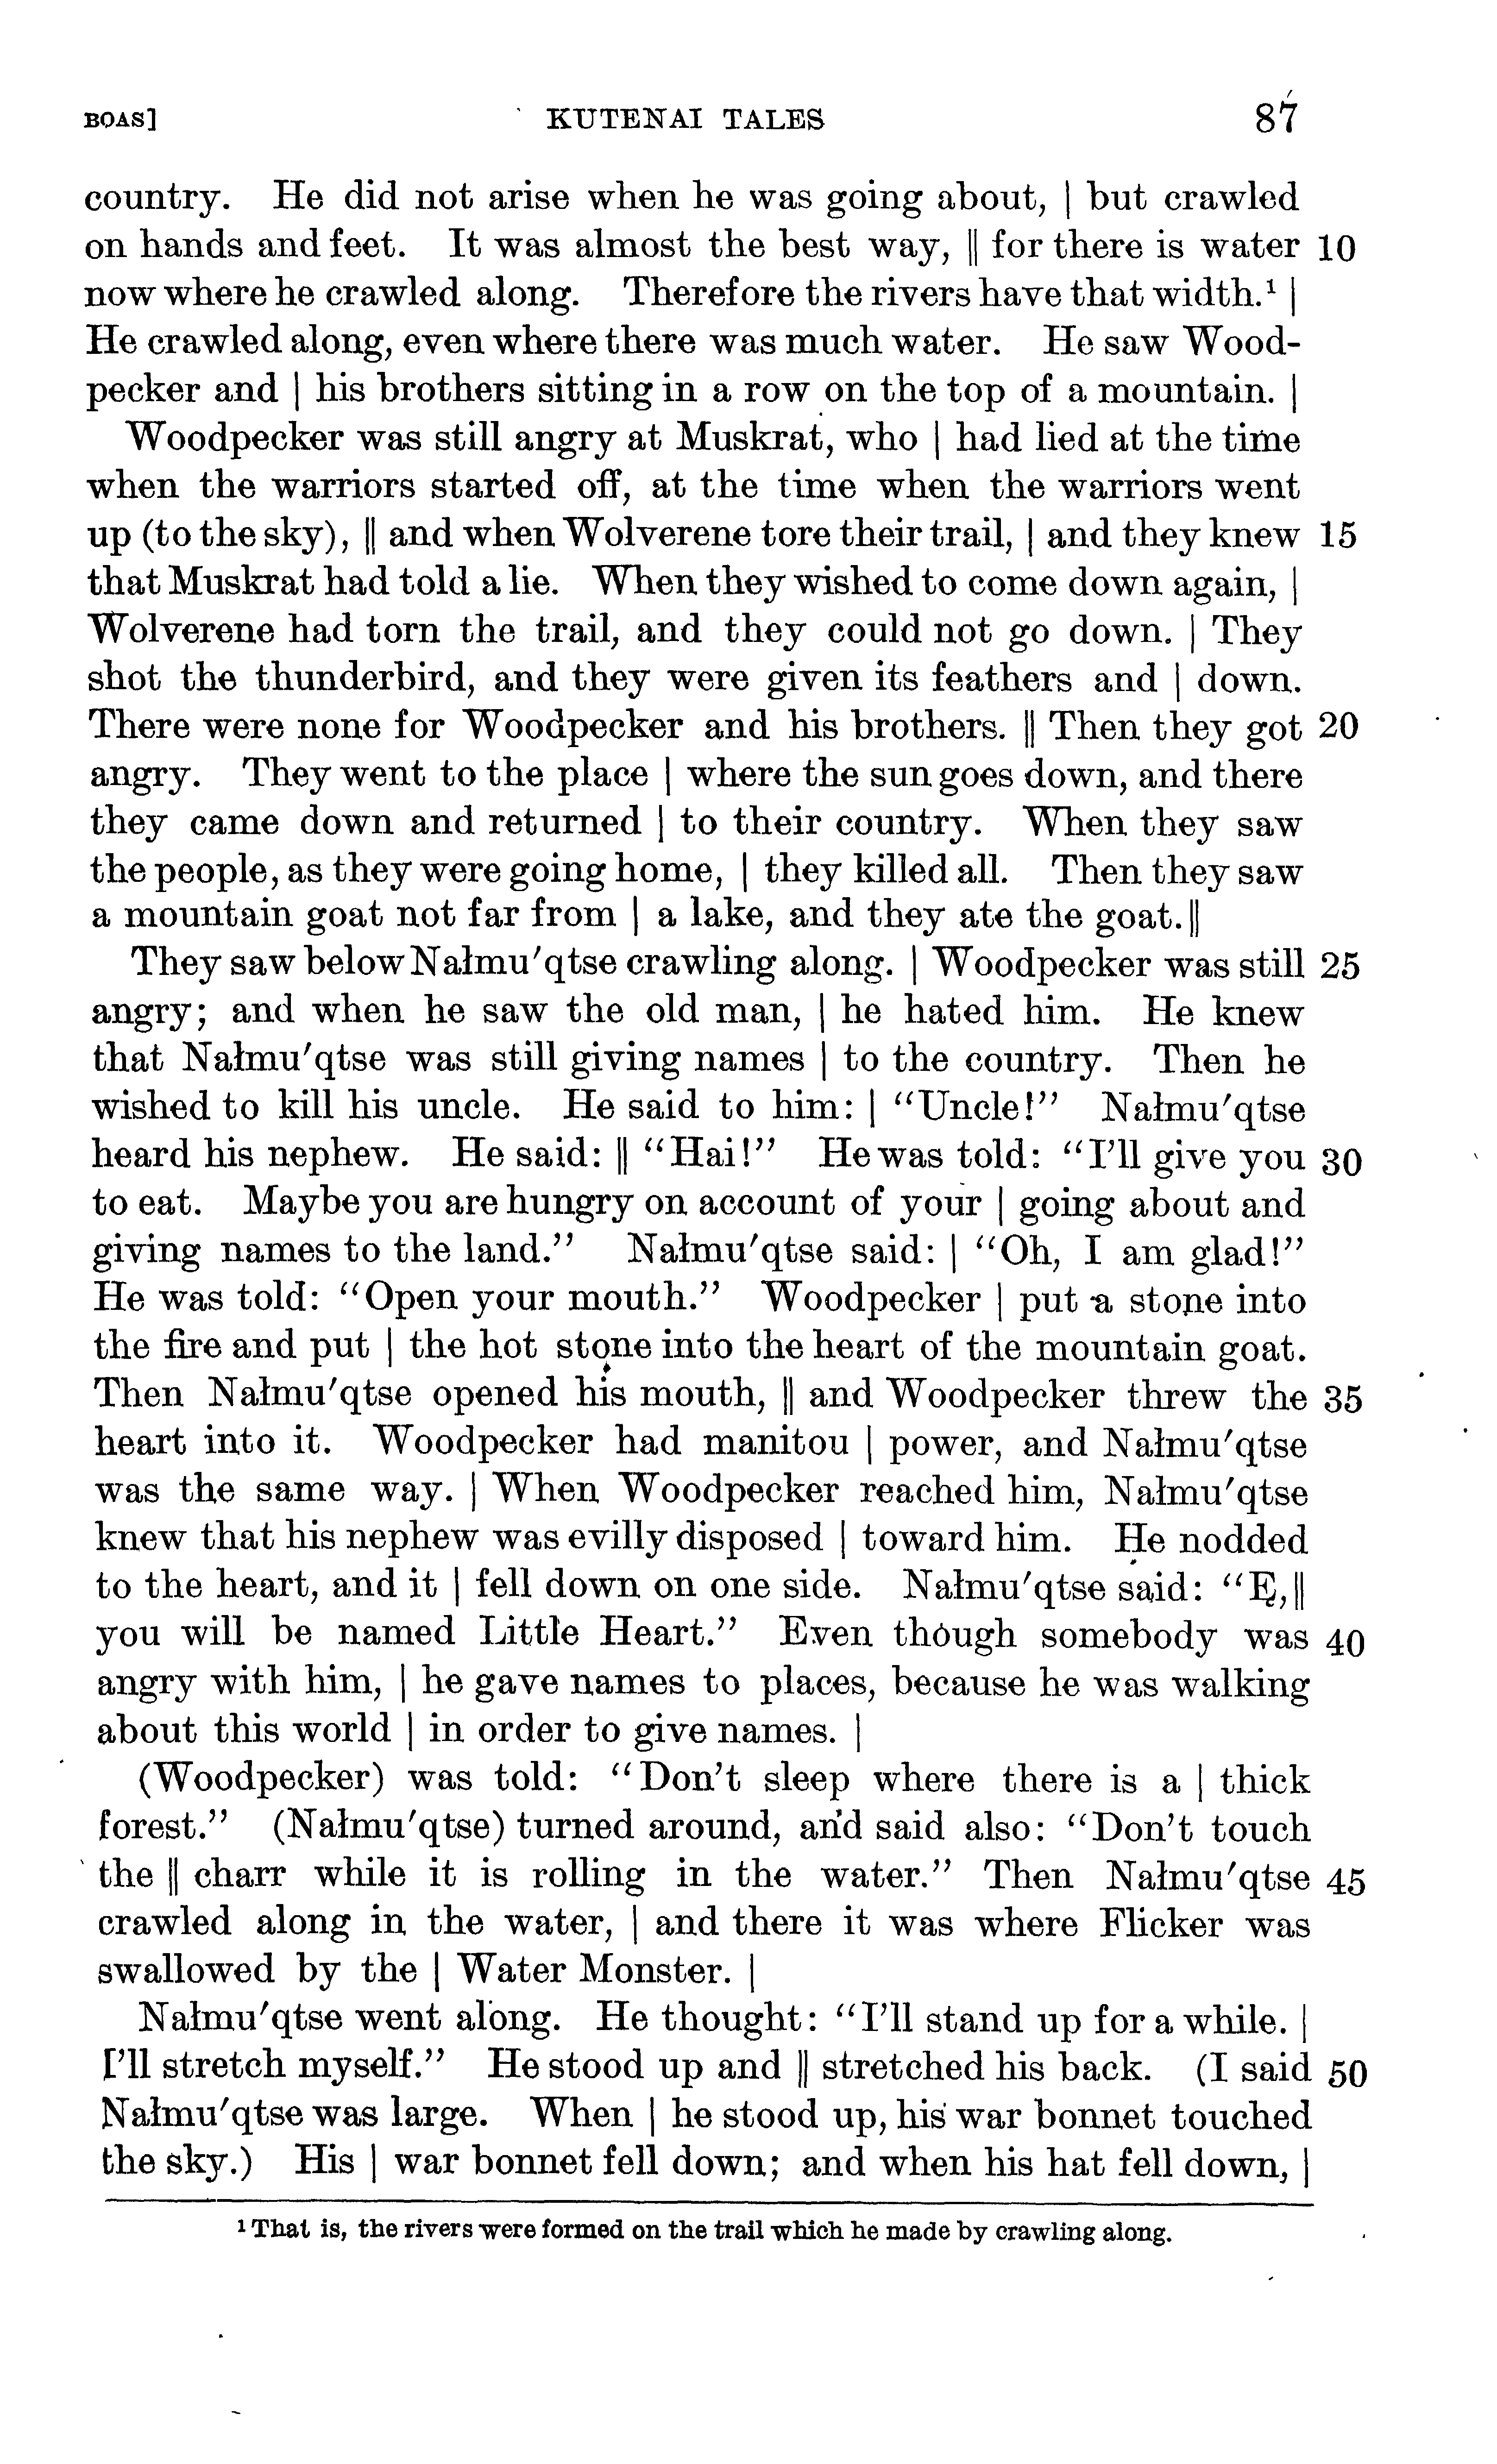 BOAS] KUTENAI TALES 87
country. He did not arise when he was going about, | but crawled
on hands and feet. It was almost the best way, || for there is water 10
now where he crawled along. Therefore the rivers have that width.¹ |
He crawled along, even where there was much water. He saw Wood-
pecker and | his brothers sitting in a row on the top of a mountain. |
Woodpecker was still angry at Muskrat, who | had lied at the time
when the warriors started off, at the time when the warriors went
up (to the sky), || and when Wolverene tore their trail, | and they knew 15
that Muskrat had told a lie. When they wished to come down again, |
Wolverene had torn the trail, and they could not go down. | They
shot the thunderbird, and they were given its feathers and | down.
There were none for Woodpecker and his brothers. || Then they got 20
angry. They went to the place | where the sun goes down, and there
they came down and returned | to their country. When they saw
the people, as they were going home, | they killed all. Then they saw
a mountain goat not far from | a lake, and they ate the goat. ||
They saw below Nałmu′qtse crawling along. | Woodpecker was still 25
angry; and when he saw the old man, | he hated him. He knew
that Nałmu′qtse was still giving names | to the country. Then he
wished to kill his uncle. He said to him: | “Uncle!” Nałmu′qtse
heard his nephew. He said: || “Hai!” He was told: “I’ll give you 30
to eat. Maybe you are hungry on account of your | going about and
giving names to the land.” Nałmu′qtse said: | “Oh, I am glad!”
He was told: “Open your mouth.” Woodpecker | put a stone into
the fire and put | the hot stone into the heart of the mountain goat.
Then Nałmu′qtse opened his mouth, || and Woodpecker threw the 35
heart into it. Woodpecker had manitou | power, and Nałmu′qtse
was the same way. | When Woodpecker reached him, Nałmu′qtse
knew that his nephew was evilly disposed | toward him. He nodded
to the heart, and it | fell down on one side. Nałmu′qtse said: “Ę, ||
you will be named Little Heart.” Even though somebody was 40
angry with him, | he gave names to places, because he was walking
about this world | in order to give names. |
(Woodpecker) was told: “Don’t sleep where there is a | thick
forest.” (Nałmu′qtse) turned around, and said also: “Don’t touch
the || charr while it is rolling in the water.” Then Nałmu′qtse 45
crawled along in the water, | and there it was where Flicker was
swallowed by the | Water Monster. |
Nałmu′qtse went along. He thought: “I’ll stand up for a while. |
I’ll stretch myself.” He stood up and || stretched his back. (I said 50
Nałmu′qtse was large. When | he stood up, his war bonnet touched
the sky.) His | war bonnet fell down; and when his hat fell down, |
¹ That is, the rivers were formed on the trail which he made by crawling along.